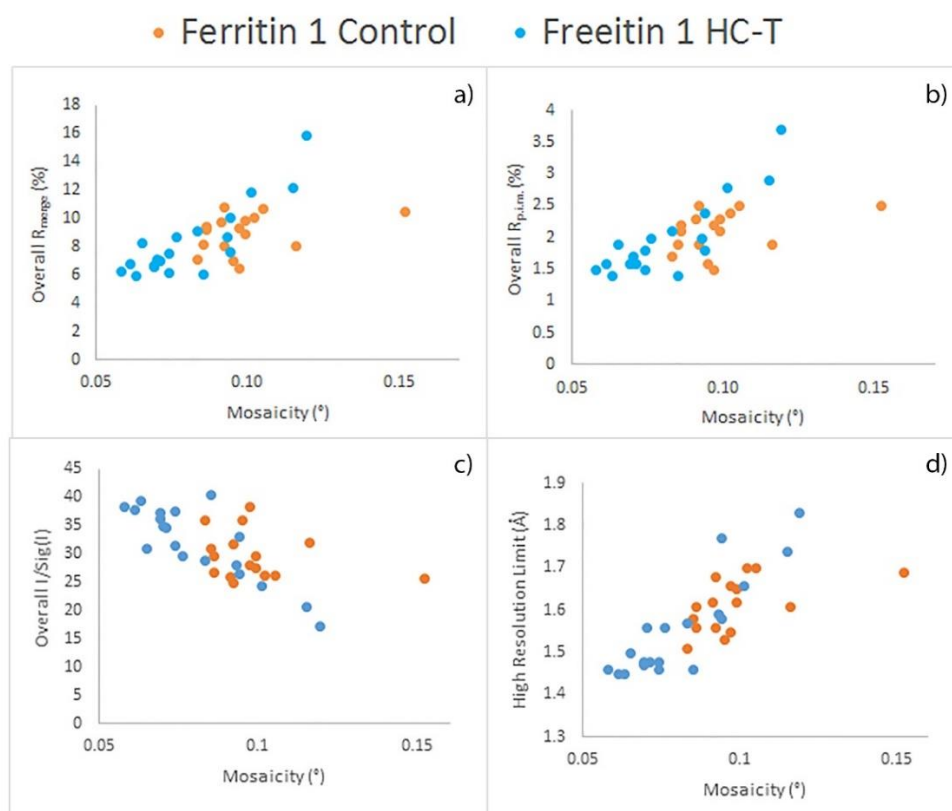 Ferritin 1 Control Freeitin 1 HC-T
a)
18
16
14
12
10
8
6
4
2
0
Overall Rmerge (%)
0.05 0.10 0.15
Mosaicity (°)
b)
4
3.5
3
2.5
2
1.5
1
0.5
0
Overall Rp.i.m. (%)
0.05 0.10 0.15
Mosaicity (°)
c)
45
40
35
30
25
20
15
10
5
0
Overall I/Sig(I)
0.05 0.1 0.15
Mosaicity (°)
d)
1.9
1.8
1.7
1.6
1.5
1.4
1.3
High Resolution Limit (Å)
0.05 0.1 0.15
Mosaicity (°)